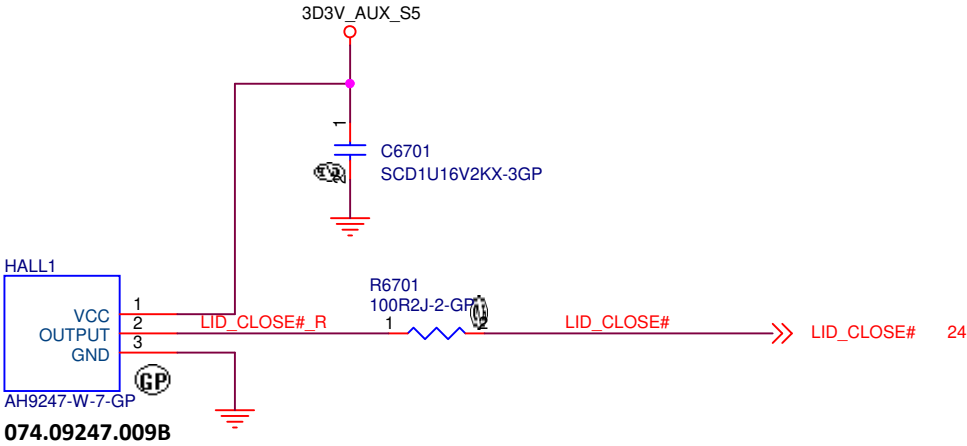 3D3V_AUX_S5
1
C6701
SCD1U16V2KX-3GP
HALL1
VCC 1
OUTPUT 2
GND 3
LID_CLOSE#_R
R6701
100R2J-2-GP
1
LID_CLOSE#
LID_CLOSE# 24
GP
AH9247-W-7-GP
074.09247.009B